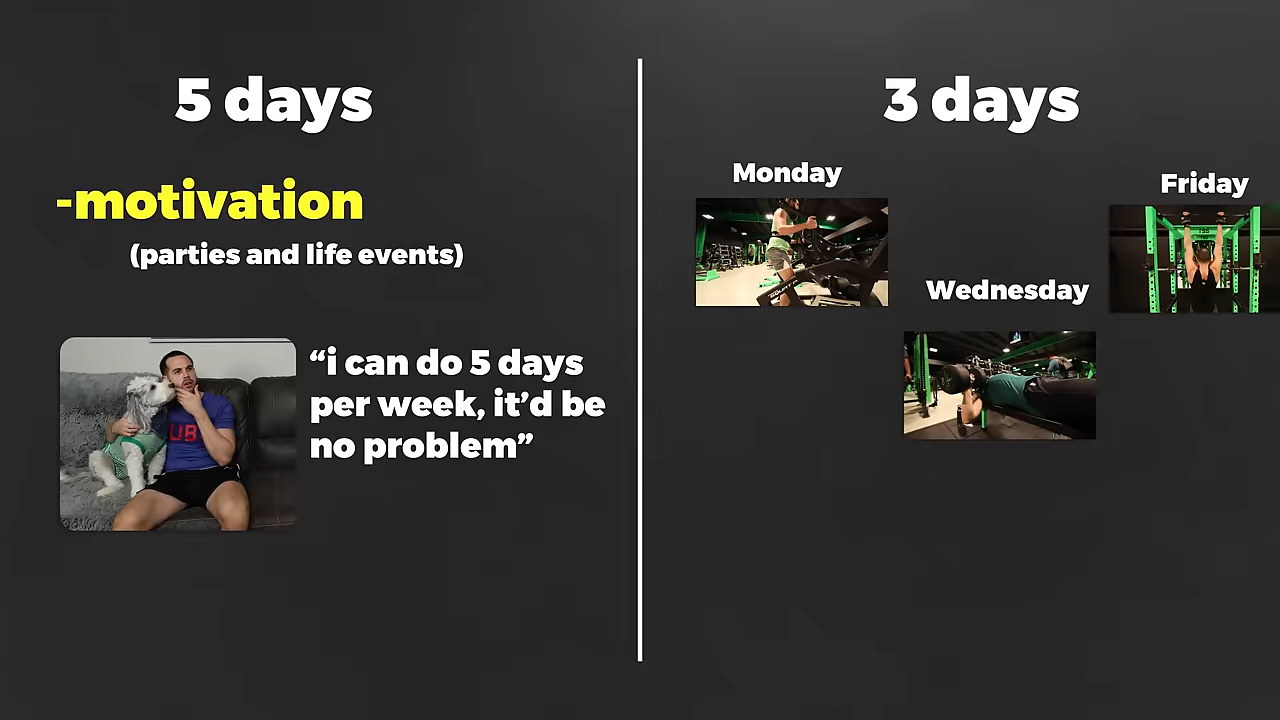 5 days
-motivation
(parties and life events)
“i can do 5 days
per week, it’d be
no problem”
UB
3 days
Monday
Wednesday
Friday